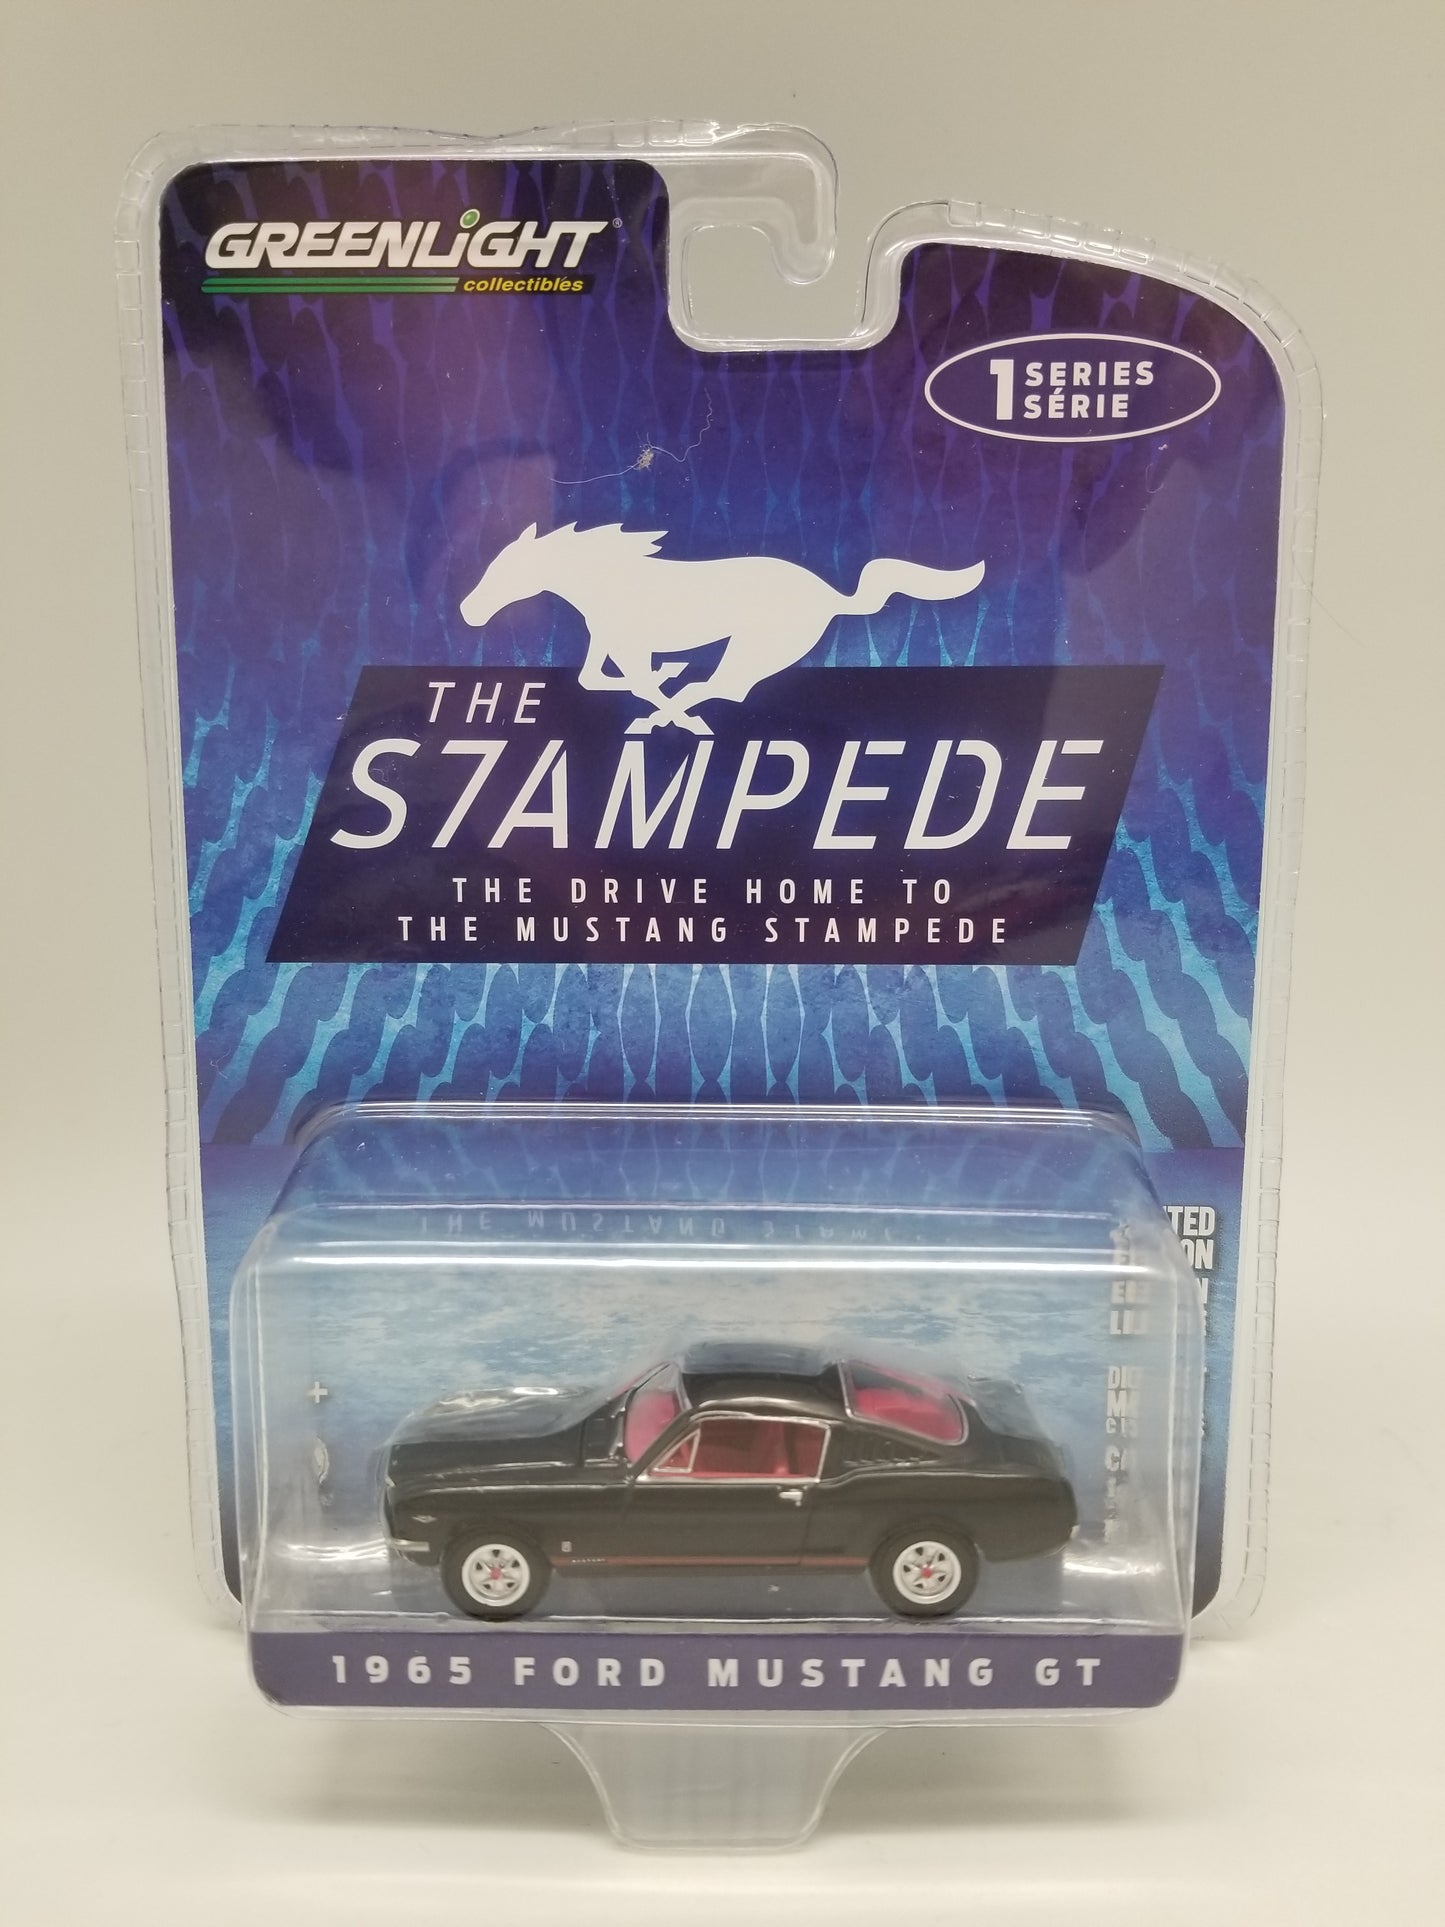 GREENLiGHT®
collectibles
1 SERIES
SÉRIE
THE
S7AMPEDE
THE DRIVE HOME TO
THE MUSTANG STAMPEDE
1965 FORD MUSTANG GT